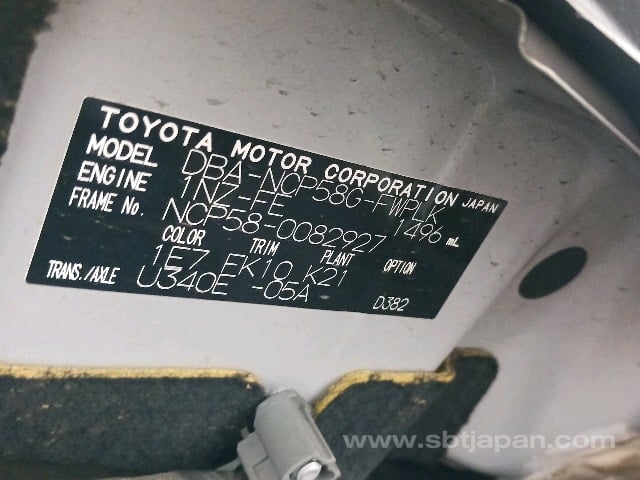 TOYOTA MOTOR CORPORATION JAPAN
MODEL DBA-NCP58G-FWPLK
ENGINE 1NZ-FE 1496 mL
FRAME No. NCP58-0082927
COLOR TRIM PLANT OPTION
1E7 FK10 K21
TRANS./AXLE U340E -05A D382
www.sbtjapan.com